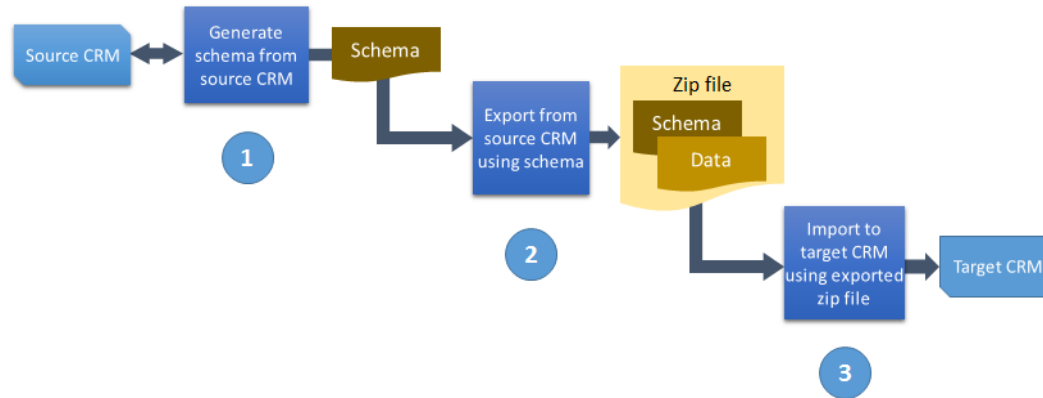 Source CRM
Generate
schema from
source CRM
Schema
1
Export from
source CRM
using schema
2
Zip file
Schema
Data
Import to
target CRM
using exported
zip file
3
Target CRM